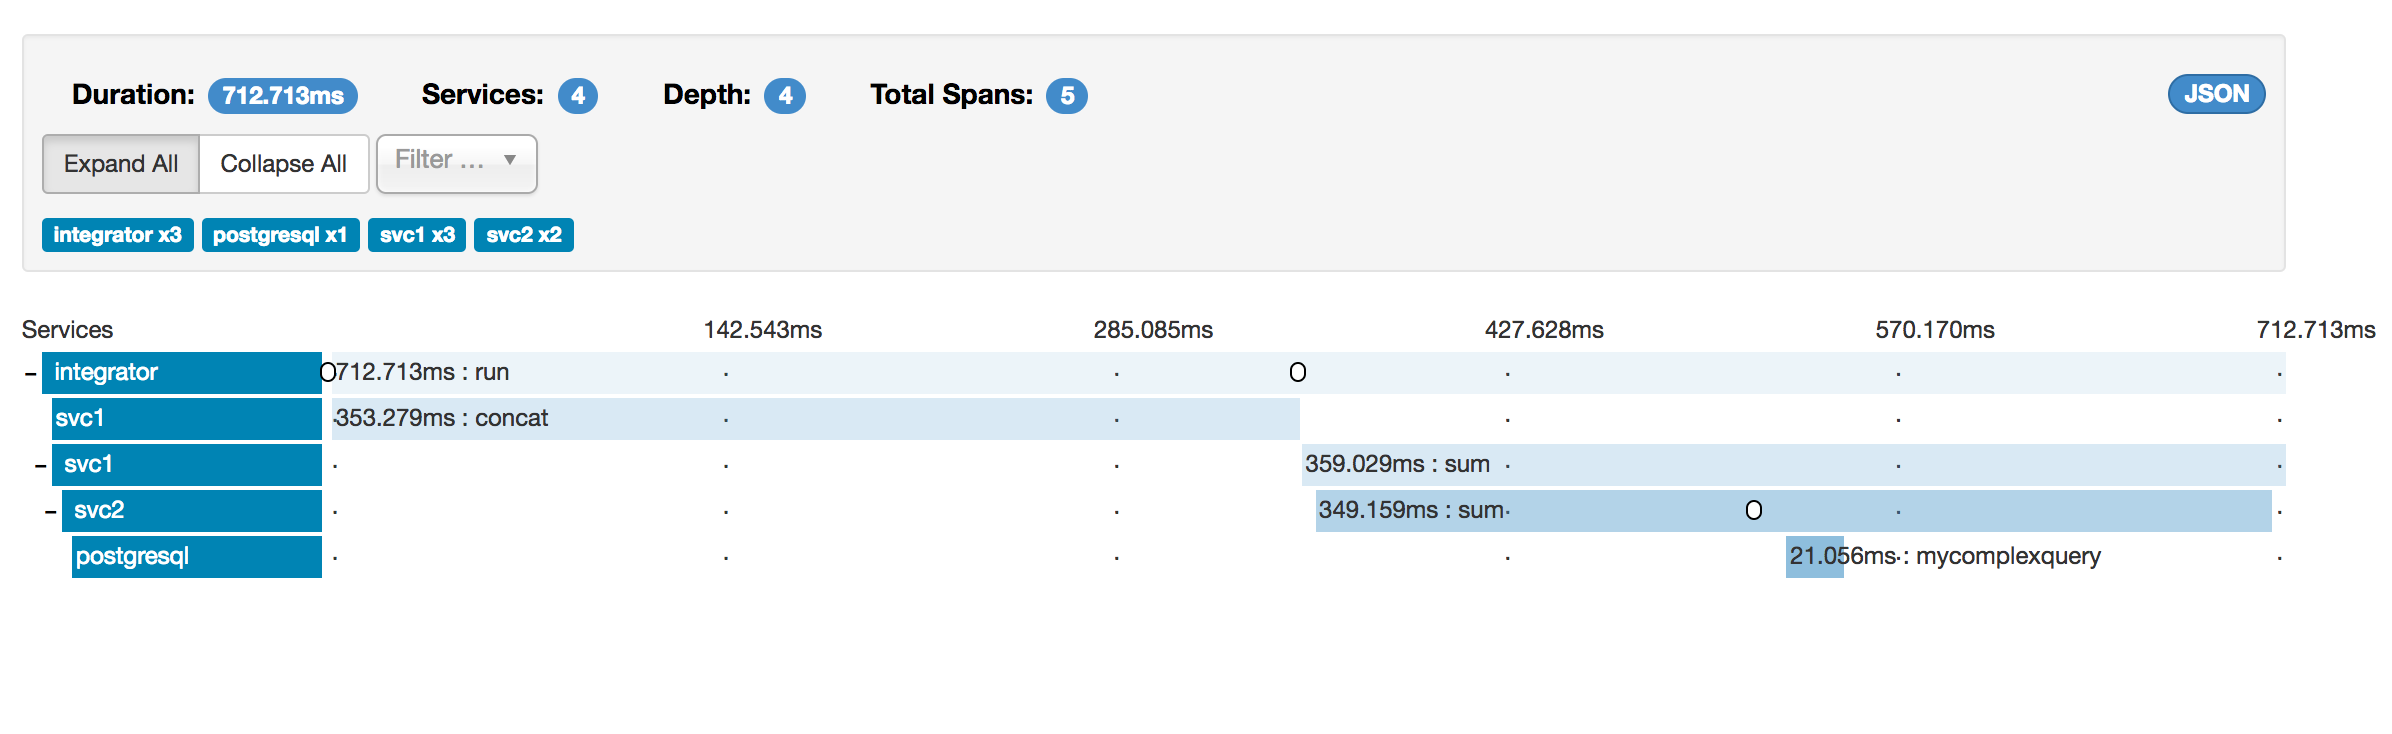 Duration: 712.713ms Services: 4 Depth: 4 Total Spans: 5 JSON
Expand All Collapse All Filter ...
integrator x3 postgresql x1 svc1 x3 svc2 x2
Services 142.543ms 285.085ms 427.628ms 570.170ms 712.713ms
integrator 712.713ms : run
svc1 353.279ms : concat
svc1 359.029ms : sum
svc2 349.159ms : sum
postgresql 21.056ms : mycomplexquery